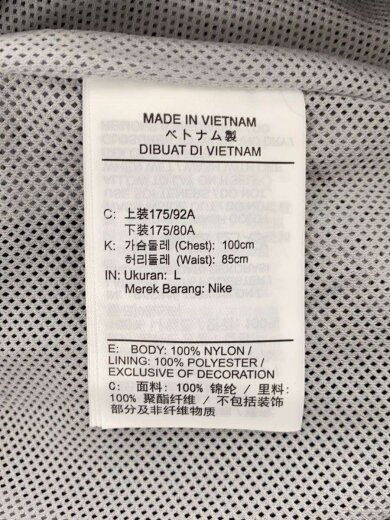 MADE IN VIETNAM
ベトナム製
DIBUAT DI VIETNAM
C: 上装175/92A
下装175/80A
K: 가슴둘레 (Chest): 100cm
허리둘레 (Waist): 85cm
IN: Ukuran: L
Merek Barang: Nike
E: BODY: 100% NYLON /
LINING: 100% POLYESTER /
EXCLUSIVE OF DECORATION
C: 面料: 100% 锦纶 / 里料:
100% 聚酯纤维 / 不包括装饰
部分及非纤维物质